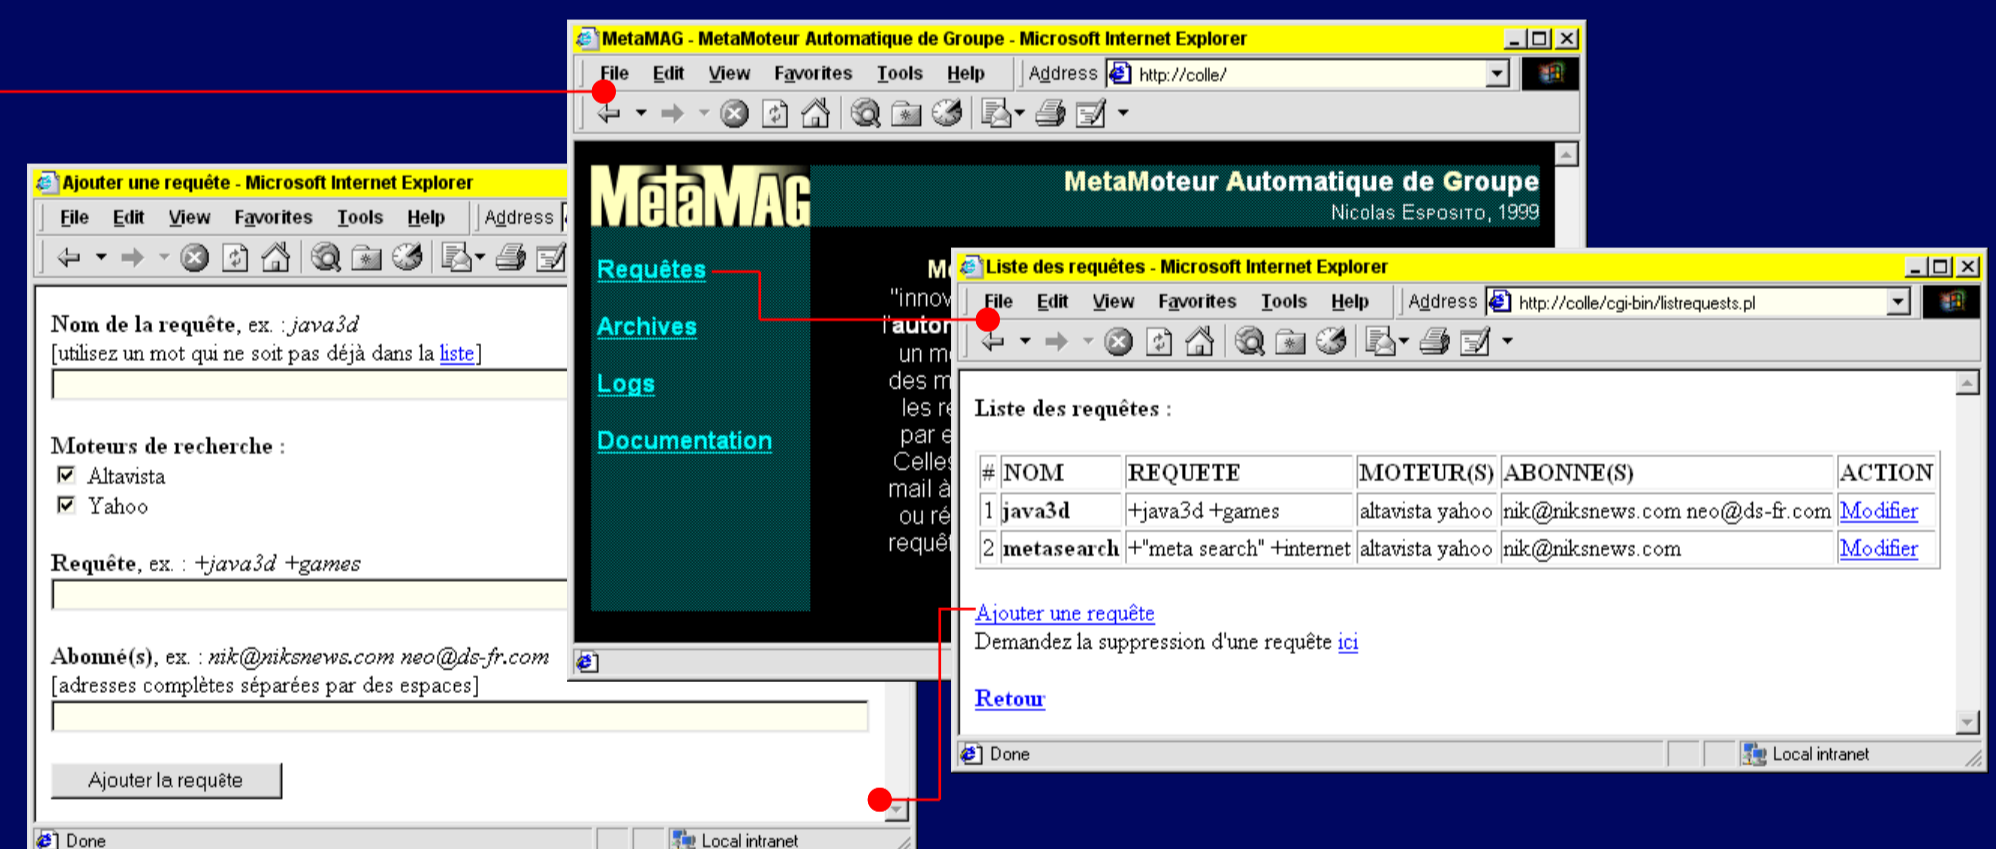 MetaMAG - MetaMoteur Automatique de Groupe - Microsoft Internet Explorer
File Edit View Favorites Tools Help Address http://colle/
MetaMAG
MetaMoteur Automatique de Groupe
Nicolas Esposito, 1999
Requêtes
Archives
Logs
Documentation
"innov
l'autor
un m
des m
les re
par e
Celles
mail à
ou ré
requêt
Ajouter une requête - Microsoft Internet Explorer
File Edit View Favorites Tools Help Address
Nom de la requête, ex. : java3d
[utilisez un mot qui ne soit pas déjà dans la liste]
Moteurs de recherche :
Altavista
Yahoo
Requête, ex. : +java3d +games
Abonné(s), ex. : nik@niksnews.com neo@ds-fr.com
[adresses complètes séparées par des espaces]
Ajouter la requête
Done Local intranet
Liste des requêtes - Microsoft Internet Explorer
File Edit View Favorites Tools Help Address http://colle/cgi-bin/listrequests.pl
Liste des requêtes :
# NOM REQUETE MOTEUR(S) ABONNE(S) ACTION
1 java3d +java3d +games altavista yahoo nik@niksnews.com neo@ds-fr.com Modifier
2 metasearch +"meta search" +internet altavista yahoo nik@niksnews.com Modifier
Ajouter une requête
Demandez la suppression d'une requête ici
Retour
Done Local intranet